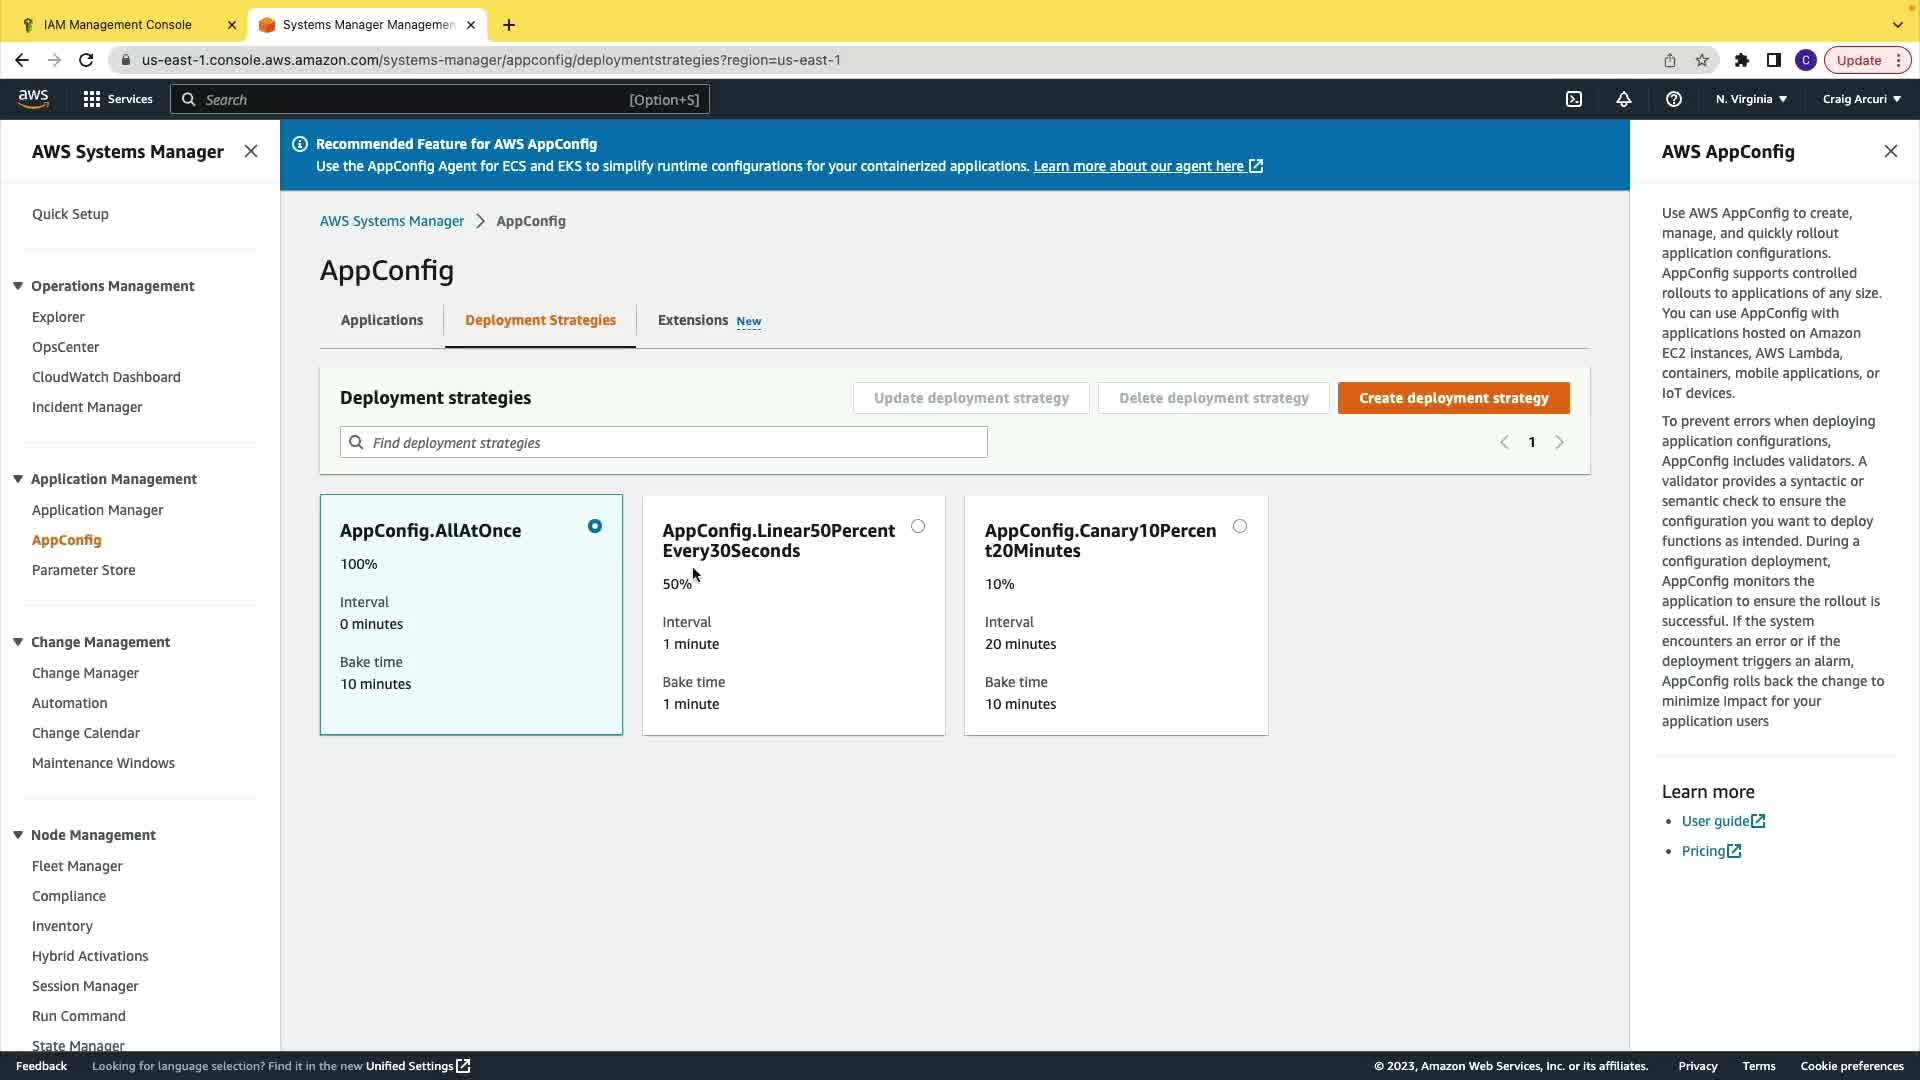 IAM Management Console
Systems Manager Managemen
us-east-1.console.aws.amazon.com/systems-manager/appconfig/deploymentstrategies?region=us-east-1
C
Update
aws
Services
Search
[Option+S]
N. Virginia
Craig Arcuri
AWS Systems Manager
Quick Setup
Operations Management
Explorer
OpsCenter
CloudWatch Dashboard
Incident Manager
Application Management
Application Manager
AppConfig
Parameter Store
Change Management
Change Manager
Automation
Change Calendar
Maintenance Windows
Node Management
Fleet Manager
Compliance
Inventory
Hybrid Activations
Session Manager
Run Command
State Manager
Recommended Feature for AWS AppConfig
Use the AppConfig Agent for ECS and EKS to simplify runtime configurations for your containerized applications. Learn more about our agent here
AWS Systems Manager > AppConfig
AppConfig
Applications
Deployment Strategies
Extensions New
Deployment strategies
Update deployment strategy
Delete deployment strategy
Create deployment strategy
Find deployment strategies
1
AppConfig.AllAtOnce
100%
Interval
0 minutes
Bake time
10 minutes
AppConfig.Linear50Percent
Every30Seconds
50%
Interval
1 minute
Bake time
1 minute
AppConfig.Canary10Percen
t20Minutes
10%
Interval
20 minutes
Bake time
10 minutes
AWS AppConfig
Use AWS AppConfig to create,
manage, and quickly rollout
application configurations.
AppConfig supports controlled
rollouts to applications of any size.
You can use AppConfig with
applications hosted on Amazon
EC2 instances, AWS Lambda,
containers, mobile applications, or
IoT devices.
To prevent errors when deploying
application configurations,
AppConfig includes validators. A
validator provides a syntactic or
semantic check to ensure the
configuration you want to deploy
functions as intended. During a
configuration deployment,
AppConfig monitors the
application to ensure the rollout is
successful. If the system
encounters an error or if the
deployment triggers an alarm,
AppConfig rolls back the change to
minimize impact for your
application users
Learn more
User guide
Pricing
Feedback
Looking for language selection? Find it in the new Unified Settings
© 2023, Amazon Web Services, Inc. or its affiliates.
Privacy
Terms
Cookie preferences